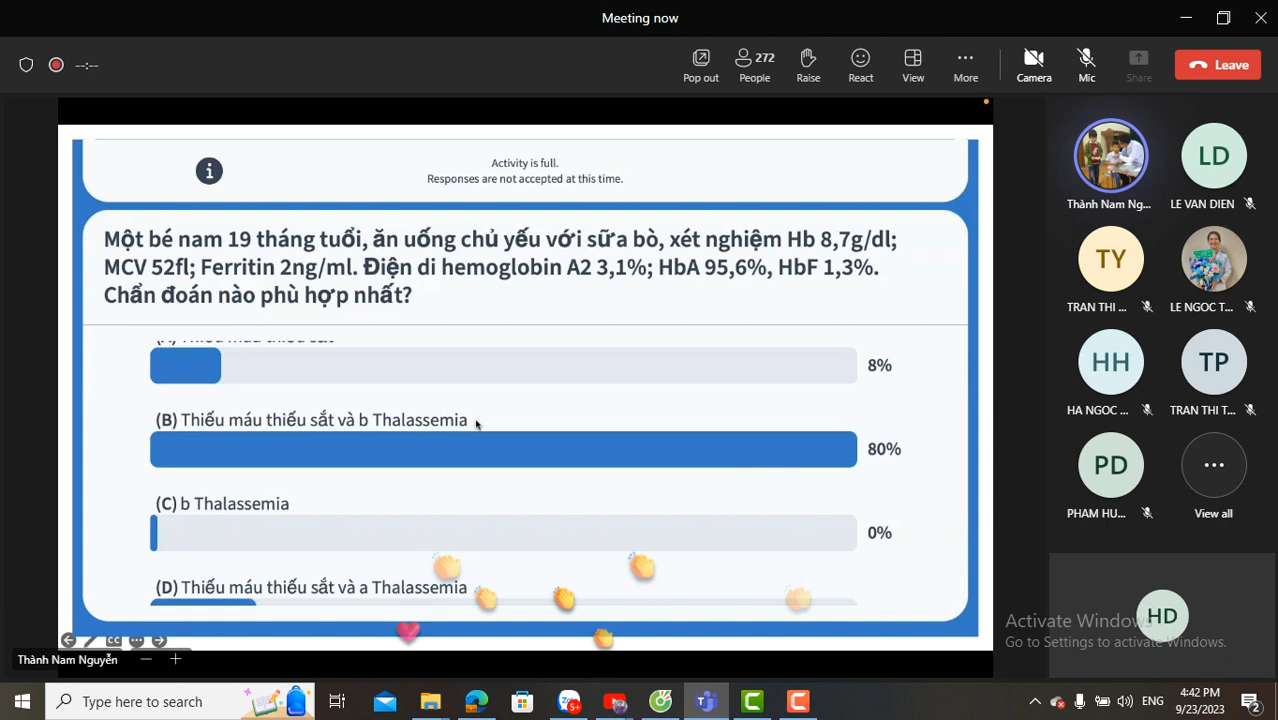 Meeting now
--:--
272
Pop out
People
Raise
React
View
More
Camera
Mic
Share
Leave
Activity is full.
Responses are not accepted at this time.
Một bé nam 19 tháng tuổi, ăn uống chủ yếu với sữa bò, xét nghiệm Hb 8,7g/dl;
MCV 52fl; Ferritin 2ng/ml. Điện di hemoglobin A2 3,1%; HbA 95,6%, HbF 1,3%.
Chẩn đoán nào phù hợp nhất?
(A) Thiếu máu thiếu sắt
8%
(B) Thiếu máu thiếu sắt và b Thalassemia
80%
(C) b Thalassemia
0%
(D) Thiếu máu thiếu sắt và a Thalassemia
Thành Nam Nguyễn
Thành Nam Ng...
LD
LE VAN DIEN
TY
TRAN THI ...
LE NGOC T...
HH
HA NGOC ...
TP
TRAN THI T...
PD
PHAM HU...
View all
HD
Activate Windows
Go to Settings to activate Windows.
Type here to search
5+
ENG
4:42 PM
9/23/2023
2